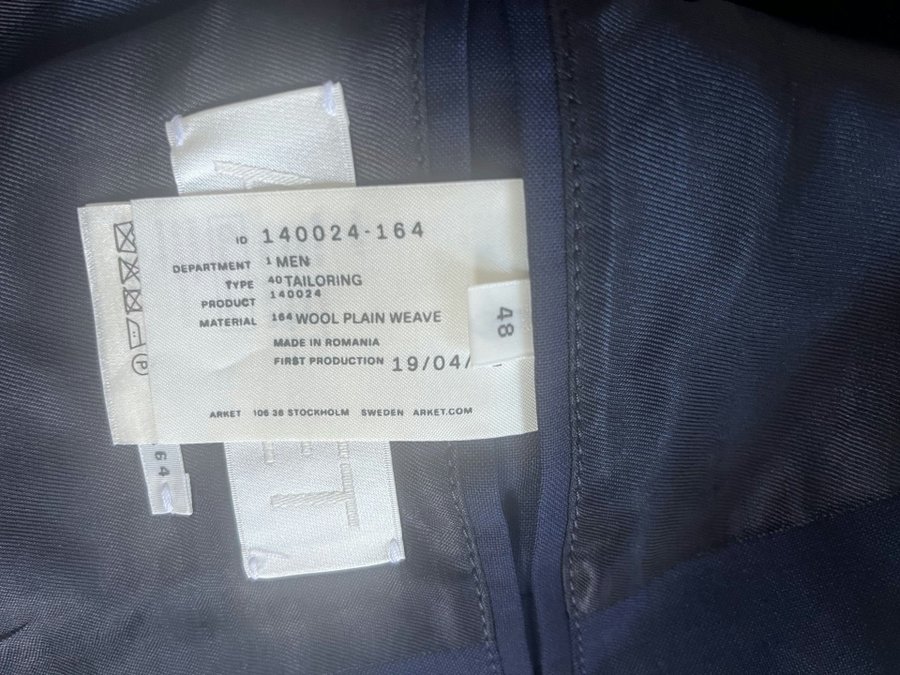 ID 140024-164
DEPARTMENT 1 MEN
TYPE 40 TAILORING
PRODUCT 140024
MATERIAL 164 WOOL PLAIN WEAVE
MADE IN ROMANIA
FIRST PRODUCTION 19/04/
ARKET 106 38 STOCKHOLM SWEDEN ARKET.COM
48
64
P
T